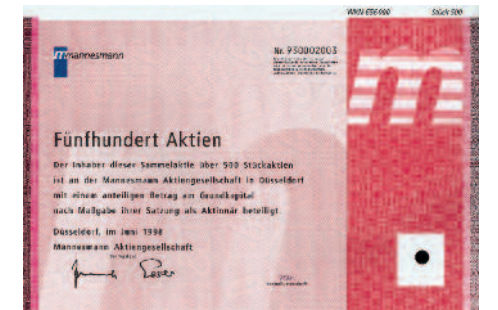 WKN 656000 Stück 500
mannesmann
Nr. 930002003
Fünfhundert Aktien
Der Inhaber dieser Sammelaktie über 500 Stückaktien
ist an der Mannesmann Aktiengesellschaft in Düsseldorf
mit einem anteiligen Betrag am Grundkapital
nach Maßgabe ihrer Satzung als Aktionär beteiligt.
Düsseldorf, im Juni 1998
Mannesmann Aktiengesellschaft
m